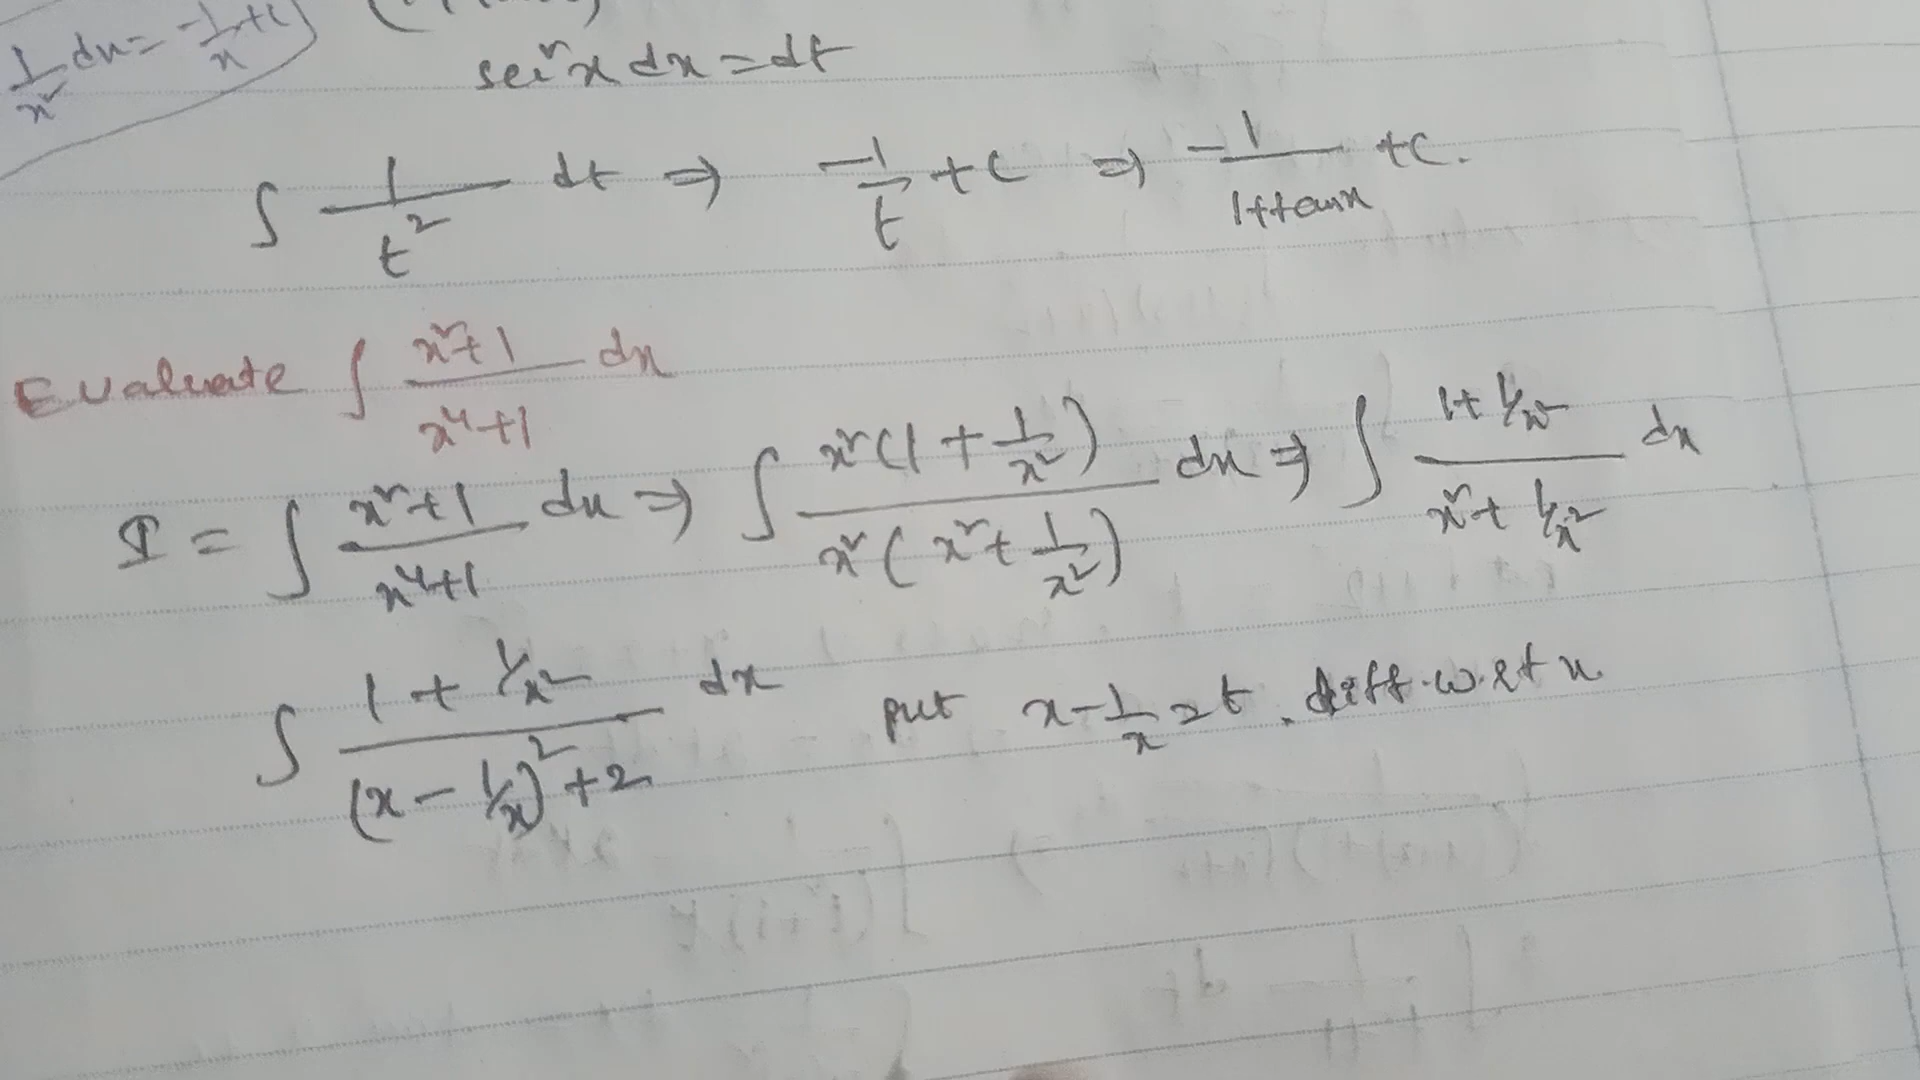 1/x² dx = -1/x + c
sec²x dx = dt
∫ 1/t² dt ⇒ -1/t + c ⇒ -1/1+tanx + c.
Evaluate ∫ x²+1/x⁴+1 dx
I = ∫ x²+1/x⁴+1 dx ⇒ ∫ x²(1 + 1/x²)/x²(x² + 1/x²) dx ⇒ ∫ 1 + 1/x²/x² + 1/x² dx
∫ 1 + 1/x²/(x - 1/x)² + 2 dx put x - 1/x = t . diff. w.r.t x.